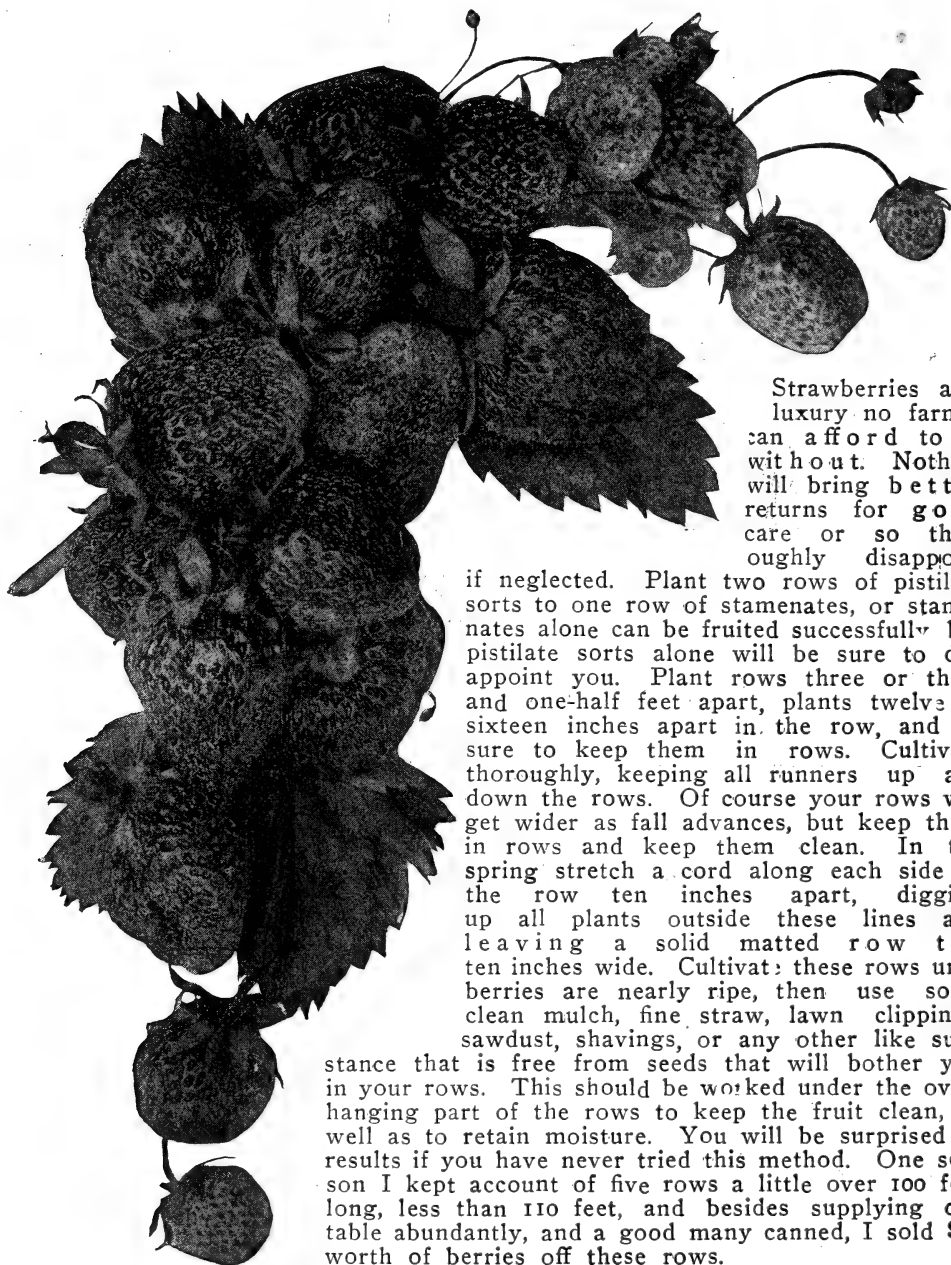 Strawberries a
luxury no farm
can afford to
without. Noth
will bring bett
returns for go
care or so th
oughly disappo
if neglected. Plant two rows of pistil
sorts to one row of stamenates, or stam
nates alone can be fruited successfully
pistilate sorts alone will be sure to
appoint you. Plant rows three or th
and one-half feet apart, plants twelve
sixteen inches apart in the row, and
sure to keep them in rows. Cultiv
thoroughly, keeping all runners up a
down the rows. Of course your rows w
get wider as fall advances, but keep th
in rows and keep them clean. In t
spring stretch a cord along each side
the row ten inches apart, diggi
up all plants outside these lines a
leaving a solid matted row t
ten inches wide. Cultivate these rows un
berries are nearly ripe, then use so
clean mulch, fine straw, lawn clippin
sawdust, shavings, or any other like su
stance that is free from seeds that will bother y
in your rows. This should be worked under the ov
hanging part of the rows to keep the fruit clean,
well as to retain moisture. You will be surprised
results if you have never tried this method. One se
son I kept account of five rows a little over 100 fe
long, less than 110 feet, and besides supplying o
table abundantly, and a good many canned, I sold
worth of berries off these rows.